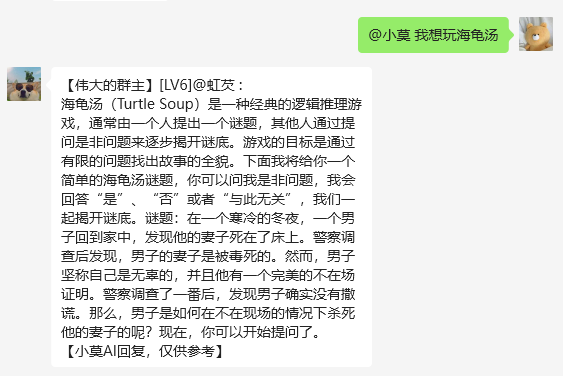 @小莫 我想玩海龟汤
【伟大的群主】[LV6]@虹茓：
海龟汤（Turtle Soup）是一种经典的逻辑推理游
戏，通常由一个人提出一个谜题，其他人通过提
问是非问题来逐步揭开谜底。游戏的目标是通过
有限的问题找出故事的全貌。下面我将给你一个
简单的海龟汤谜题，你可以问我是非问题，我会
回答“是”、“否”或者“与此无关”，我们一
起揭开谜底。谜题：在一个寒冷的冬夜，一个男
子回到家中，发现他的妻子死在了床上。警察调
查后发现，男子的妻子是被毒死的。然而，男子
坚称自己是无辜的，并且他有一个完美的不在场
证明。警察调查了一番后，发现男子确实没有撒
谎。那么，男子是如何在不在现场的情况下杀死
他的妻子的呢？现在，你可以开始提问了。
【小莫AI回复，仅供参考】